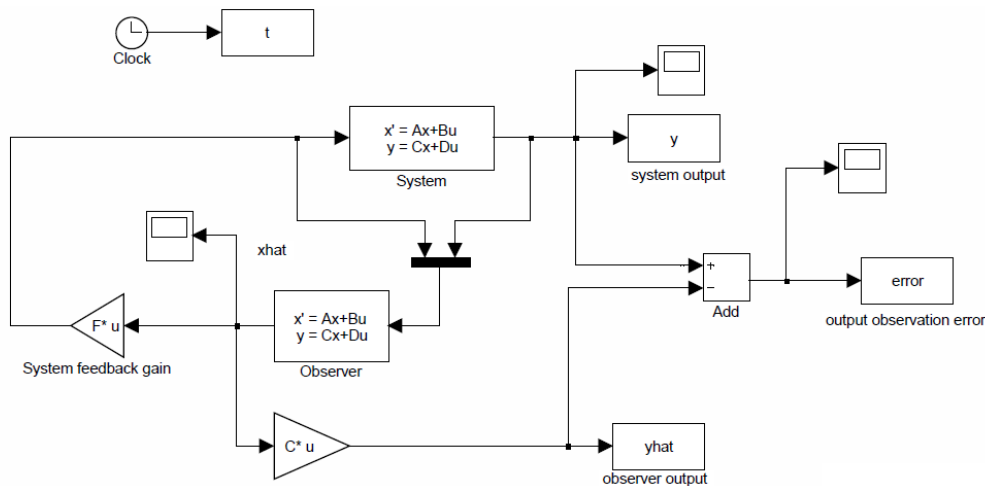 t
Clock
x' = Ax+Bu
y = Cx+Du
System
y
system output
xhat
+
−
Add
error
output observation error
F* u
System feedback gain
x' = Ax+Bu
y = Cx+Du
Observer
C* u
yhat
observer output